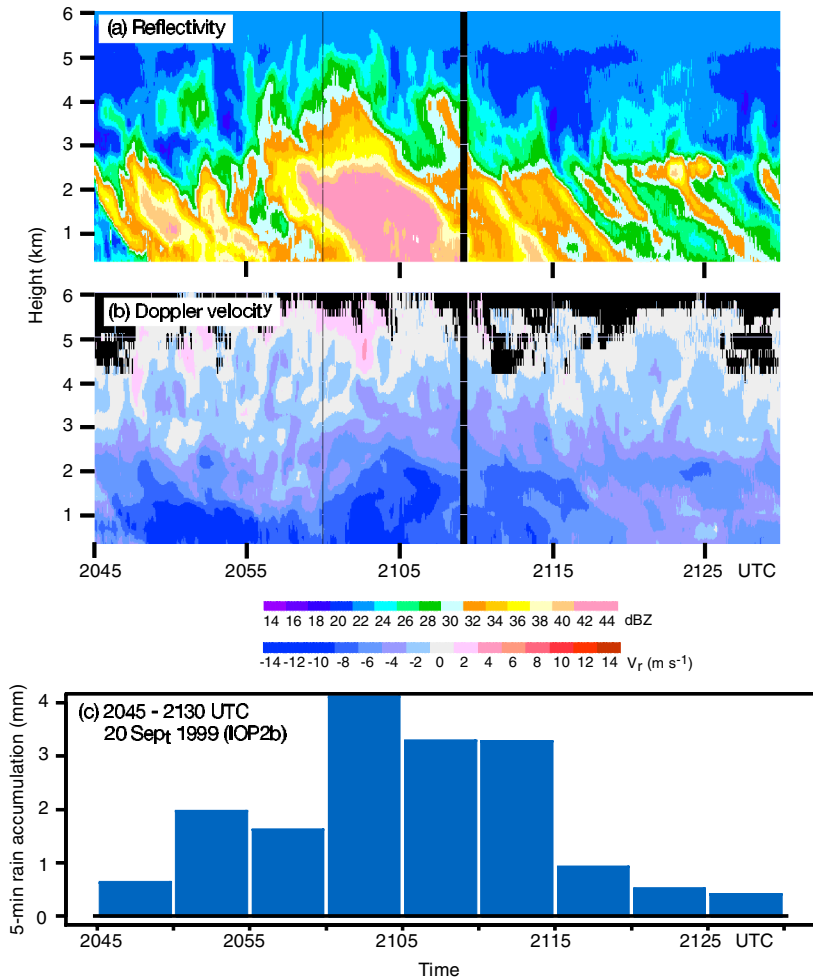 6
(a) Reflectivity
5
4
3
2
1
Height (km)
2055
2105
2115
6
(b) Doppler velocity
5
4
3
2
1
2045 2055 2105 2115 2125 UTC
14 16 18 20 22 24 26 28 30 32 34 36 38 40 42 44 dBZ
-14 -12 -10 -8 -6 -4 -2 0 2 4 6 8 10 12 14 Vr (m s-1)
5-min rain accumulation (mm)
4
(c) 2045 - 2130 UTC
20 Sept 1999 (IOP2b)
3
2
1
0
2045 2055 2105 2115 2125 UTC
Time